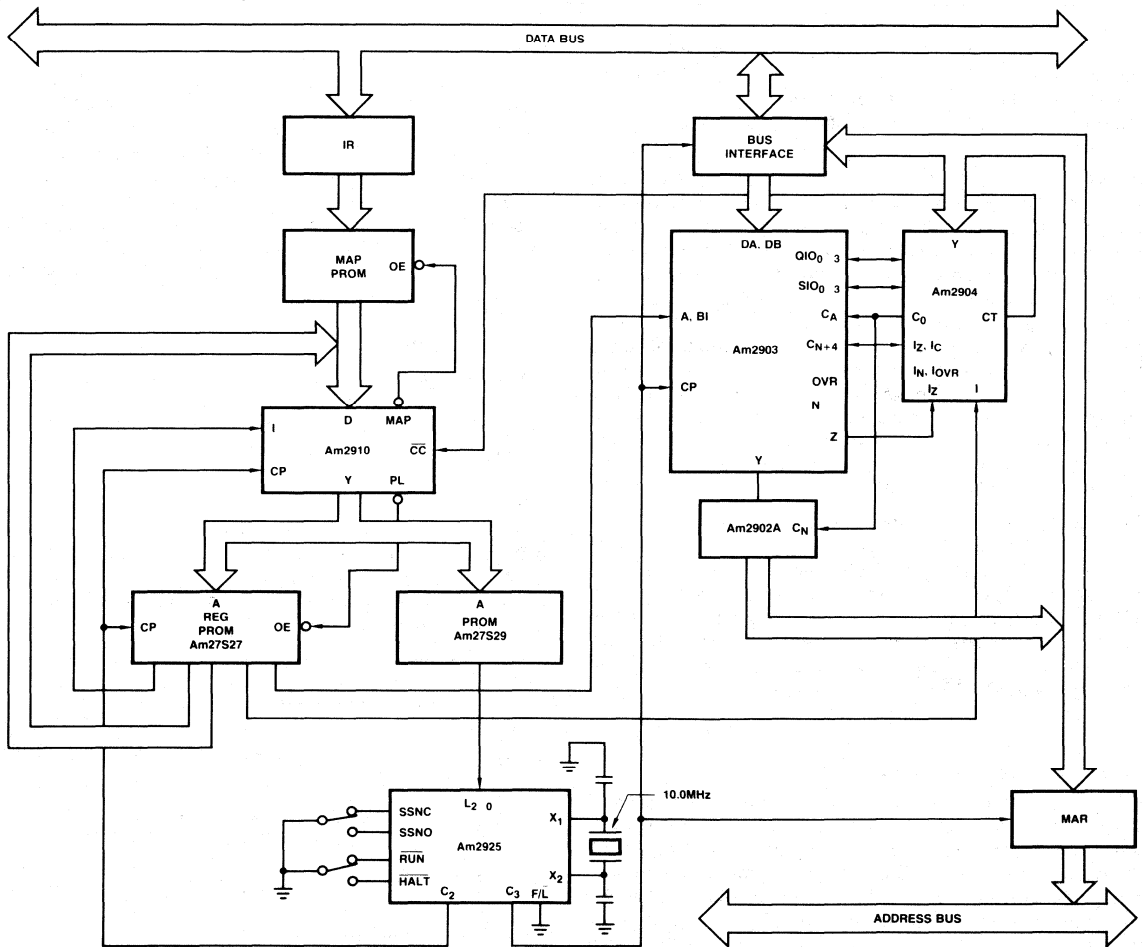 DATA BUS
IR
BUS
INTERFACE
MAP
PROM
OE
DA, DB
QIO0 3
SIO0 3
A, BI
CA
Am2903
CN+4
CP
OVR
N
Z
Y
Y
Am2904
C0
CT
IZ, IC
IN, IOVR
IZ
I
D
MAP
I
Am2910
CC
CP
Y
PL
Am2902A
CN
A
CP
REG
PROM
Am27S27
OE
A
PROM
Am27S29
10.0MHz
L2 0
SSNC
X1
SSNO
Am2925
RUN
HALT
X2
C2
C3
F/L
MAR
ADDRESS BUS